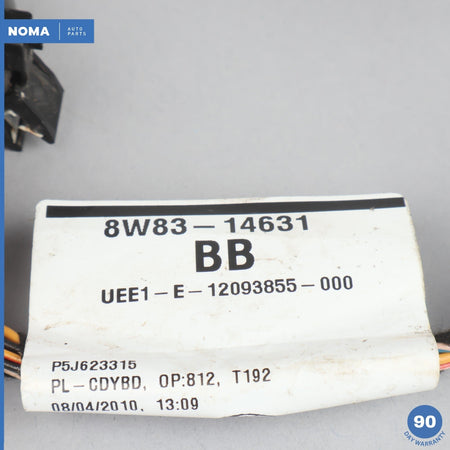 NOMA AUTO
PARTS
8W83-14631
BB
UEE1-E-12093855-000
P5J623315
PL-CDYBD, OP:812, T192
08/04/2010, 13:09
90
DAY WARRANTY